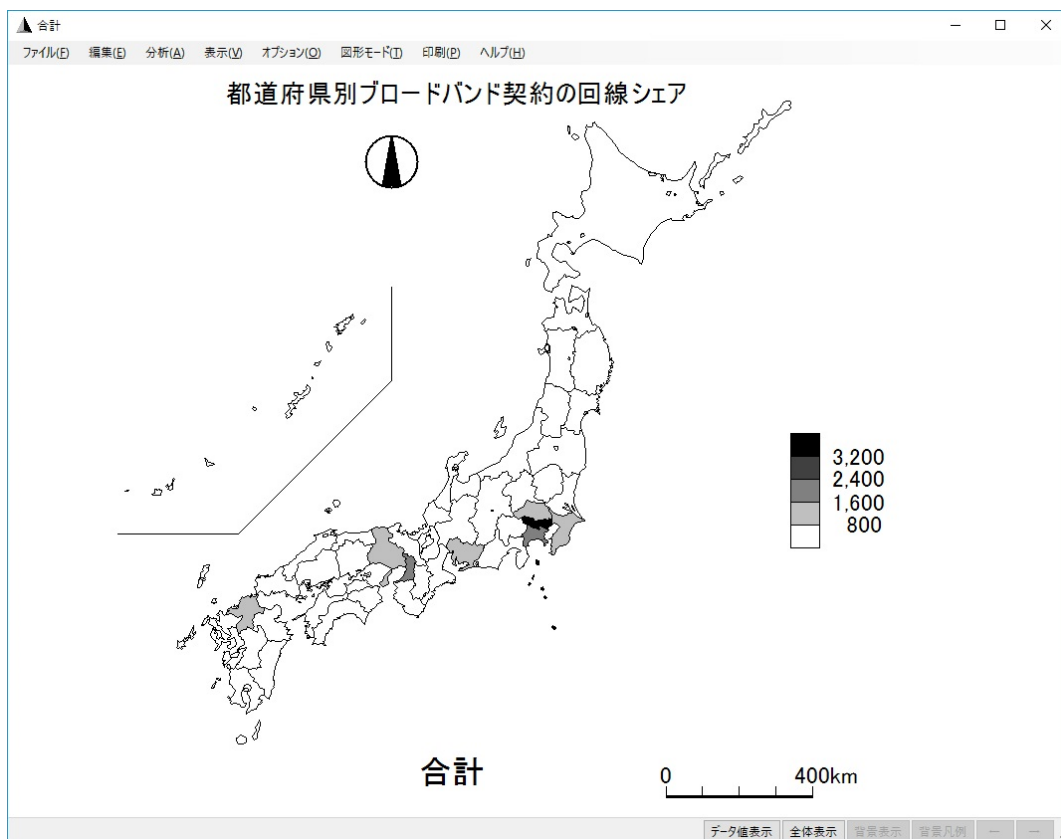 合計
ファイル(F) 編集(E) 分析(A) 表示(V) オプション(O) 図形モード(T) 印刷(P) ヘルプ(H)
都道府県別ブロードバンド契約の回線シェア
3,200
2,400
1,600
800
合計
0 400km
データ値表示 全体表示 背景表示 背景凡例 — —